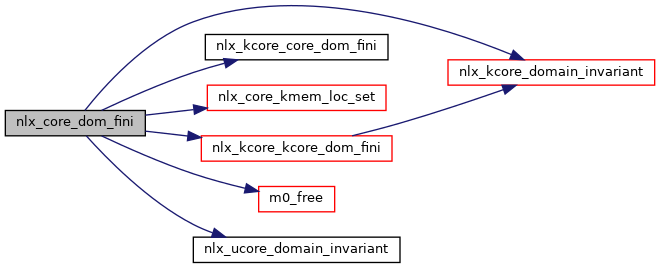 nlx_core_dom_fini
nlx_kcore_core_dom_fini
nlx_kcore_domain_invariant
nlx_core_kmem_loc_set
nlx_kcore_kcore_dom_fini
m0_free
nlx_ucore_domain_invariant